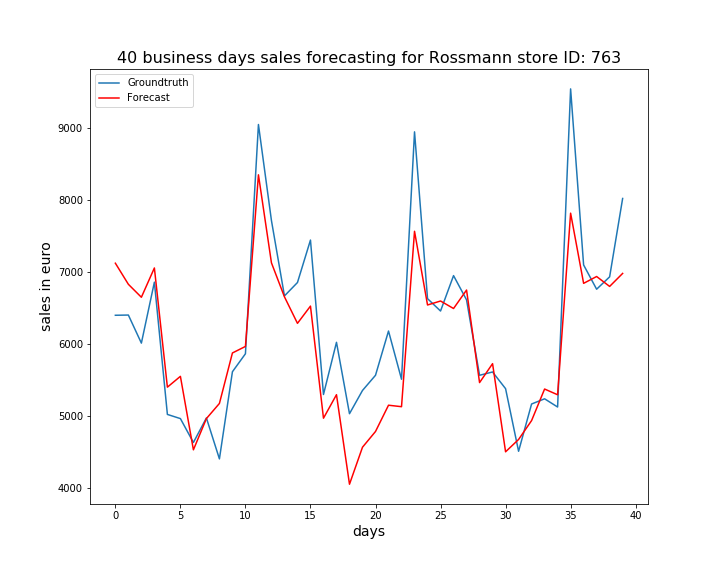 40 business days sales forecasting for Rossmann store ID: 763
Groundtruth
Forecast
sales in euro
9000
8000
7000
6000
5000
4000
0 5 10 15 20 25 30 35 40
days